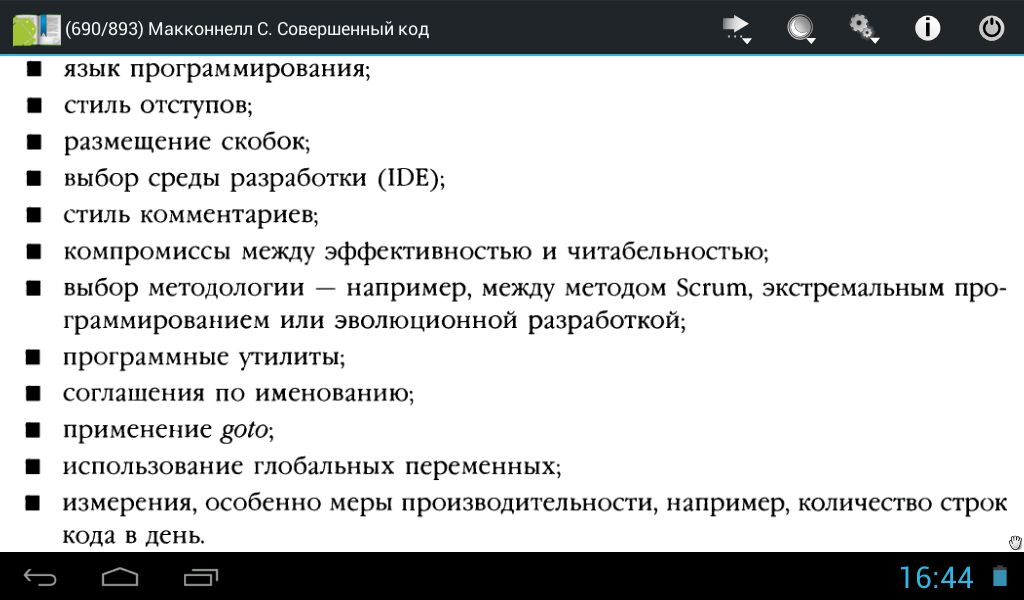 (690/893) Макконнелл С. Совершенный код
язык программирования;
стиль отступов;
размещение скобок;
выбор среды разработки (IDE);
стиль комментариев;
компромиссы между эффективностью и читабельностью;
выбор методологии — например, между методом Scrum, экстремальным про-
граммированием или эволюционной разработкой;
программные утилиты;
соглашения по именованию;
применение goto;
использование глобальных переменных;
измерения, особенно меры производительности, например, количество строк
кода в день.
16:44